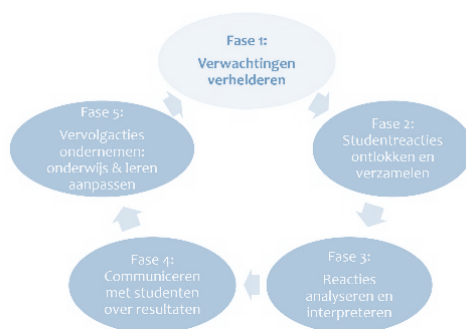 Fase 1:
Verwachtingen
verhelderen
Fase 2:
Studentreacties
ontlokken en
verzamelen
Fase 3:
Reacties
analyseren en
interpreteren
Fase 4:
Communiceren
met studenten
over resultaten
Fase 5:
Vervolgacties
ondernemen:
onderwijs & leren
aanpassen